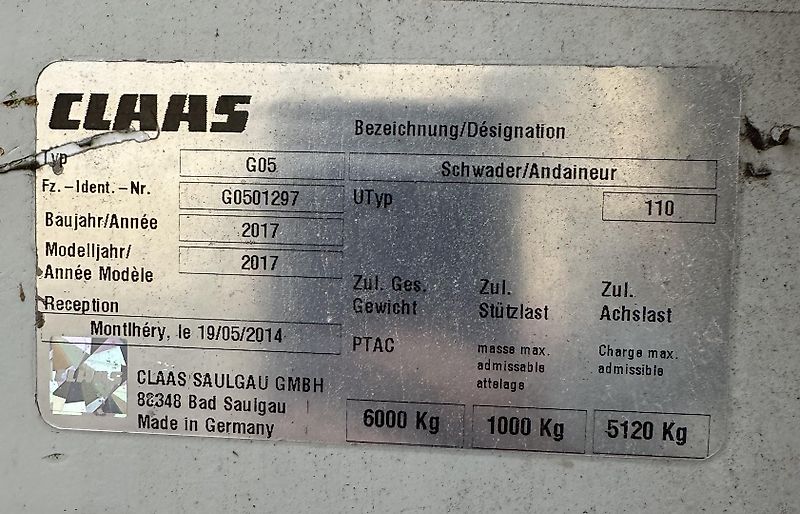 CLAAS
Bezeichnung/Désignation
Typ G05 Schwader/Andaineur
Fz.-Ident.-Nr. G0501297 UTyp 110
Baujahr/Année 2017
Modelljahr/
Année Modèle 2017
Reception
Montlhéry, le 19/05/2014
Zul. Ges.
Gewicht
PTAC
6000 Kg
Zul.
Stützlast
masse max.
admissable
attelage
1000 Kg
Zul.
Achslast
Charge max.
admissible
5120 Kg
CLAAS SAULGAU GMBH
88348 Bad Saulgau
Made in Germany